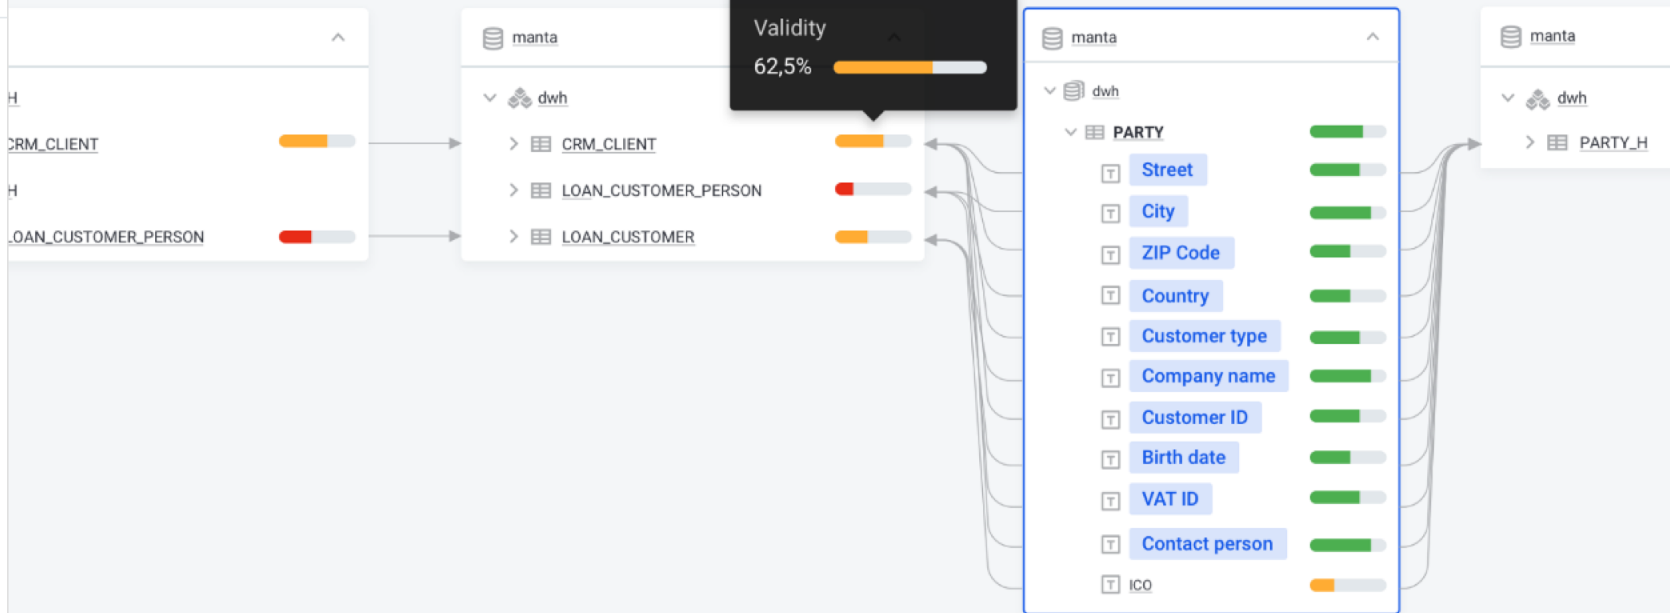 H
CRM_CLIENT
H
LOAN_CUSTOMER_PERSON
manta
dwh
CRM_CLIENT
LOAN_CUSTOMER_PERSON
LOAN_CUSTOMER
Validity
62,5%
manta
dwh
PARTY
T Street
T City
T ZIP Code
T Country
T Customer type
T Company name
T Customer ID
T Birth date
T VAT ID
T Contact person
T ICO
manta
dwh
PARTY_H